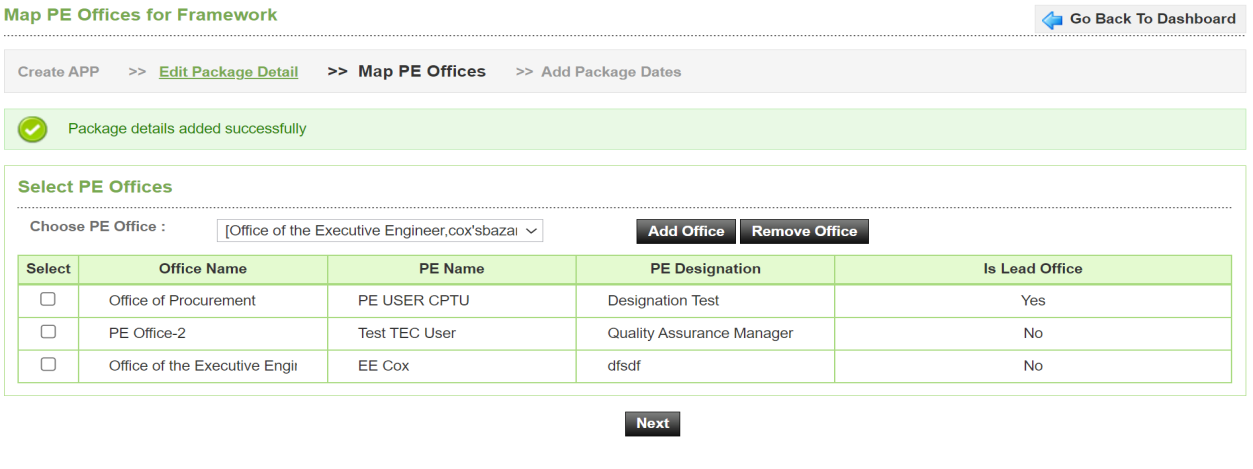 Map PE Offices for Framework
Go Back To Dashboard
Create APP >> Edit Package Detail >> Map PE Offices >> Add Package Dates
Package details added successfully
Select PE Offices
Choose PE Office : [Office of the Executive Engineer,cox'sbazar Add Office Remove Office
Select Office Name PE Name PE Designation Is Lead Office
Office of Procurement PE USER CPTU Designation Test Yes
PE Office-2 Test TEC User Quality Assurance Manager No
Office of the Executive Engir EE Cox dfsdf No
Next